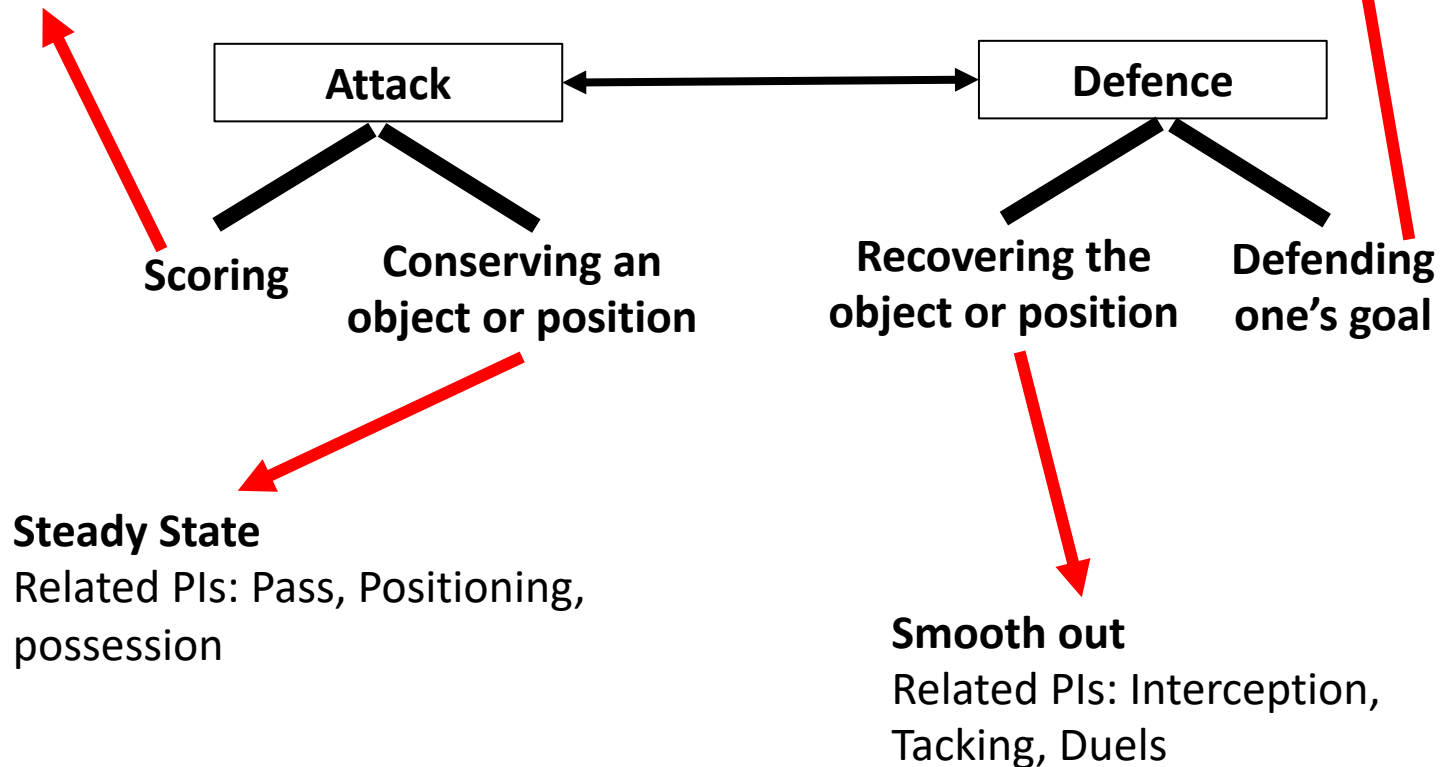 Attack
Defence
Scoring
Conserving an
object or position
Recovering the
object or position
Defending
one's goal
Steady State
Related PIs: Pass, Positioning,
possession
Smooth out
Related PIs: Interception,
Tacking, Duels